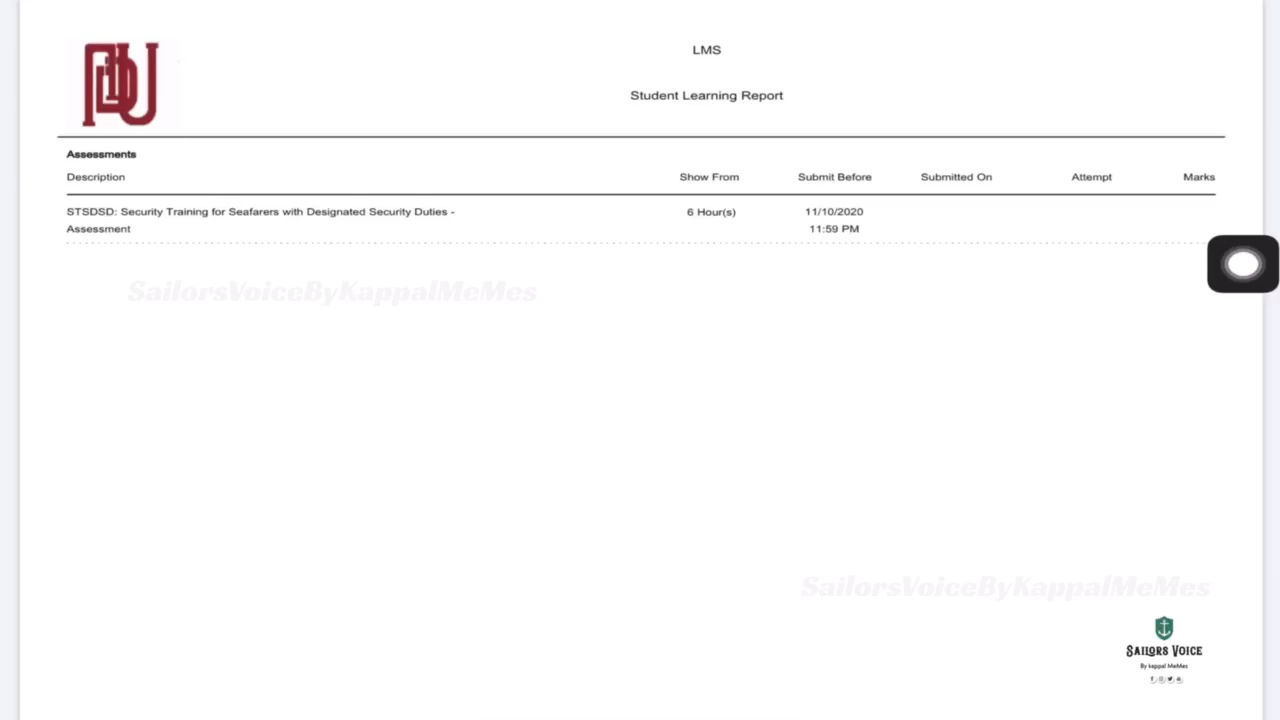 LMS
Student Learning Report
Assessments
Description Show From Submit Before Submitted On Attempt Marks
STSDSD: Security Training for Seafarers with Designated Security Duties - 6 Hour(s) 11/10/2020
Assessment 11:59 PM
SailorsVoiceByKappalMeMes
SailorsVoiceByKappalMeMes
SAILORS VOICE
By kappal MeMes